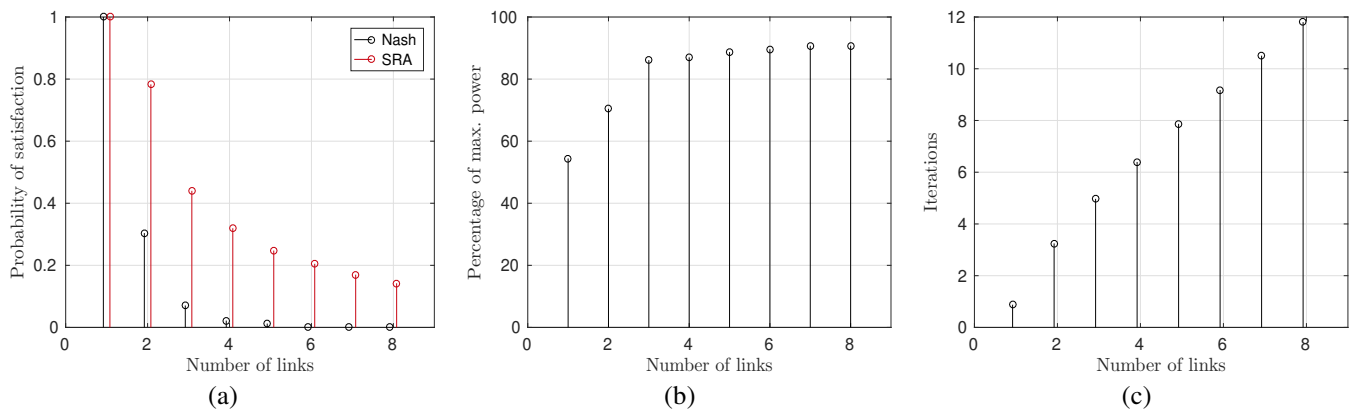 Probability of satisfaction
1
0.8
0.6
0.4
0.2
0
0 2 4 6 8
Number of links
Nash
SRA
(a)
Percentage of max. power
100
80
60
40
20
0
0 2 4 6 8
Number of links
(b)
Iterations
12
10
8
6
4
2
0
0 2 4 6 8
Number of links
(c)